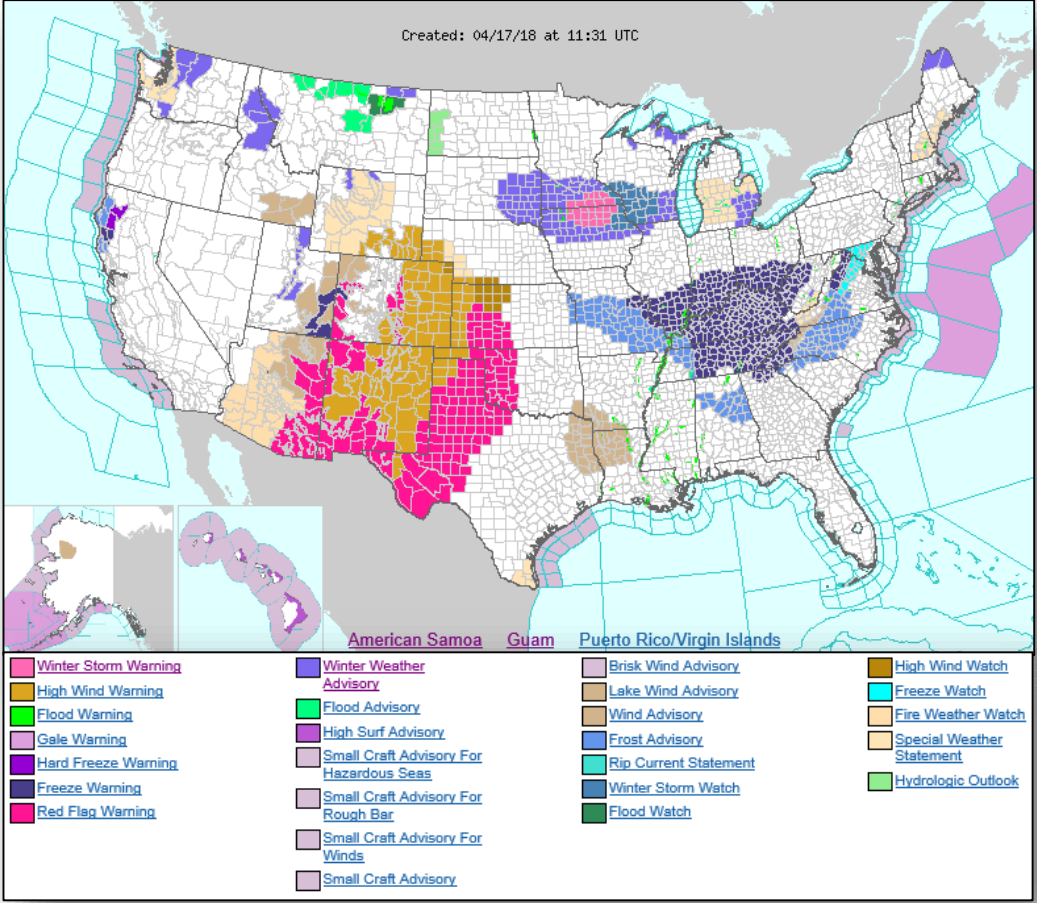 Created: 04/17/18 at 11:31 UTC
American Samoa Guam Puerto Rico/Virgin Islands
Winter Storm Warning
High Wind Warning
Flood Warning
Gale Warning
Hard Freeze Warning
Freeze Warning
Red Flag Warning
Winter Weather
Advisory
Flood Advisory
High Surf Advisory
Small Craft Advisory For
Hazardous Seas
Small Craft Advisory For
Rough Bar
Small Craft Advisory For
Winds
Small Craft Advisory
Brisk Wind Advisory
Lake Wind Advisory
Wind Advisory
Frost Advisory
Rip Current Statement
Winter Storm Watch
Flood Watch
High Wind Watch
Freeze Watch
Fire Weather Watch
Special Weather
Statement
Hydrologic Outlook